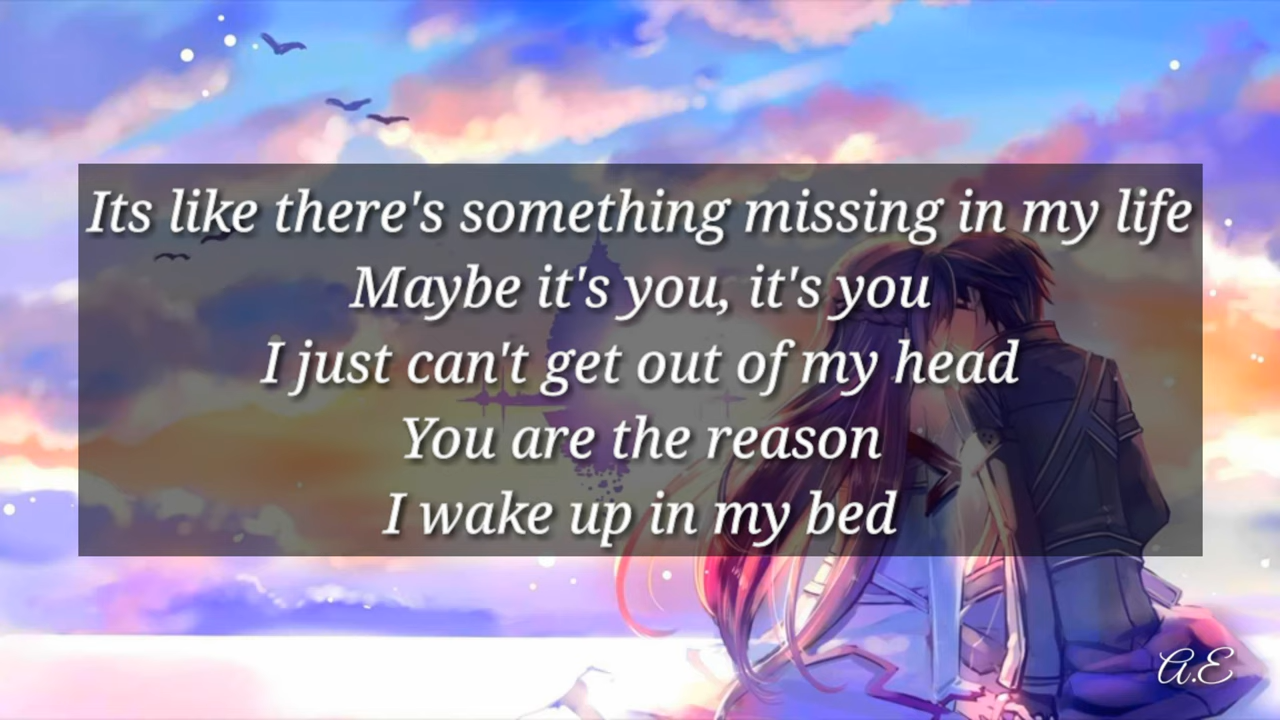 Its like there's something missing in my life
Maybe it's you, it's you
I just can't get out of my head
You are the reason
I wake up in my bed
A.E